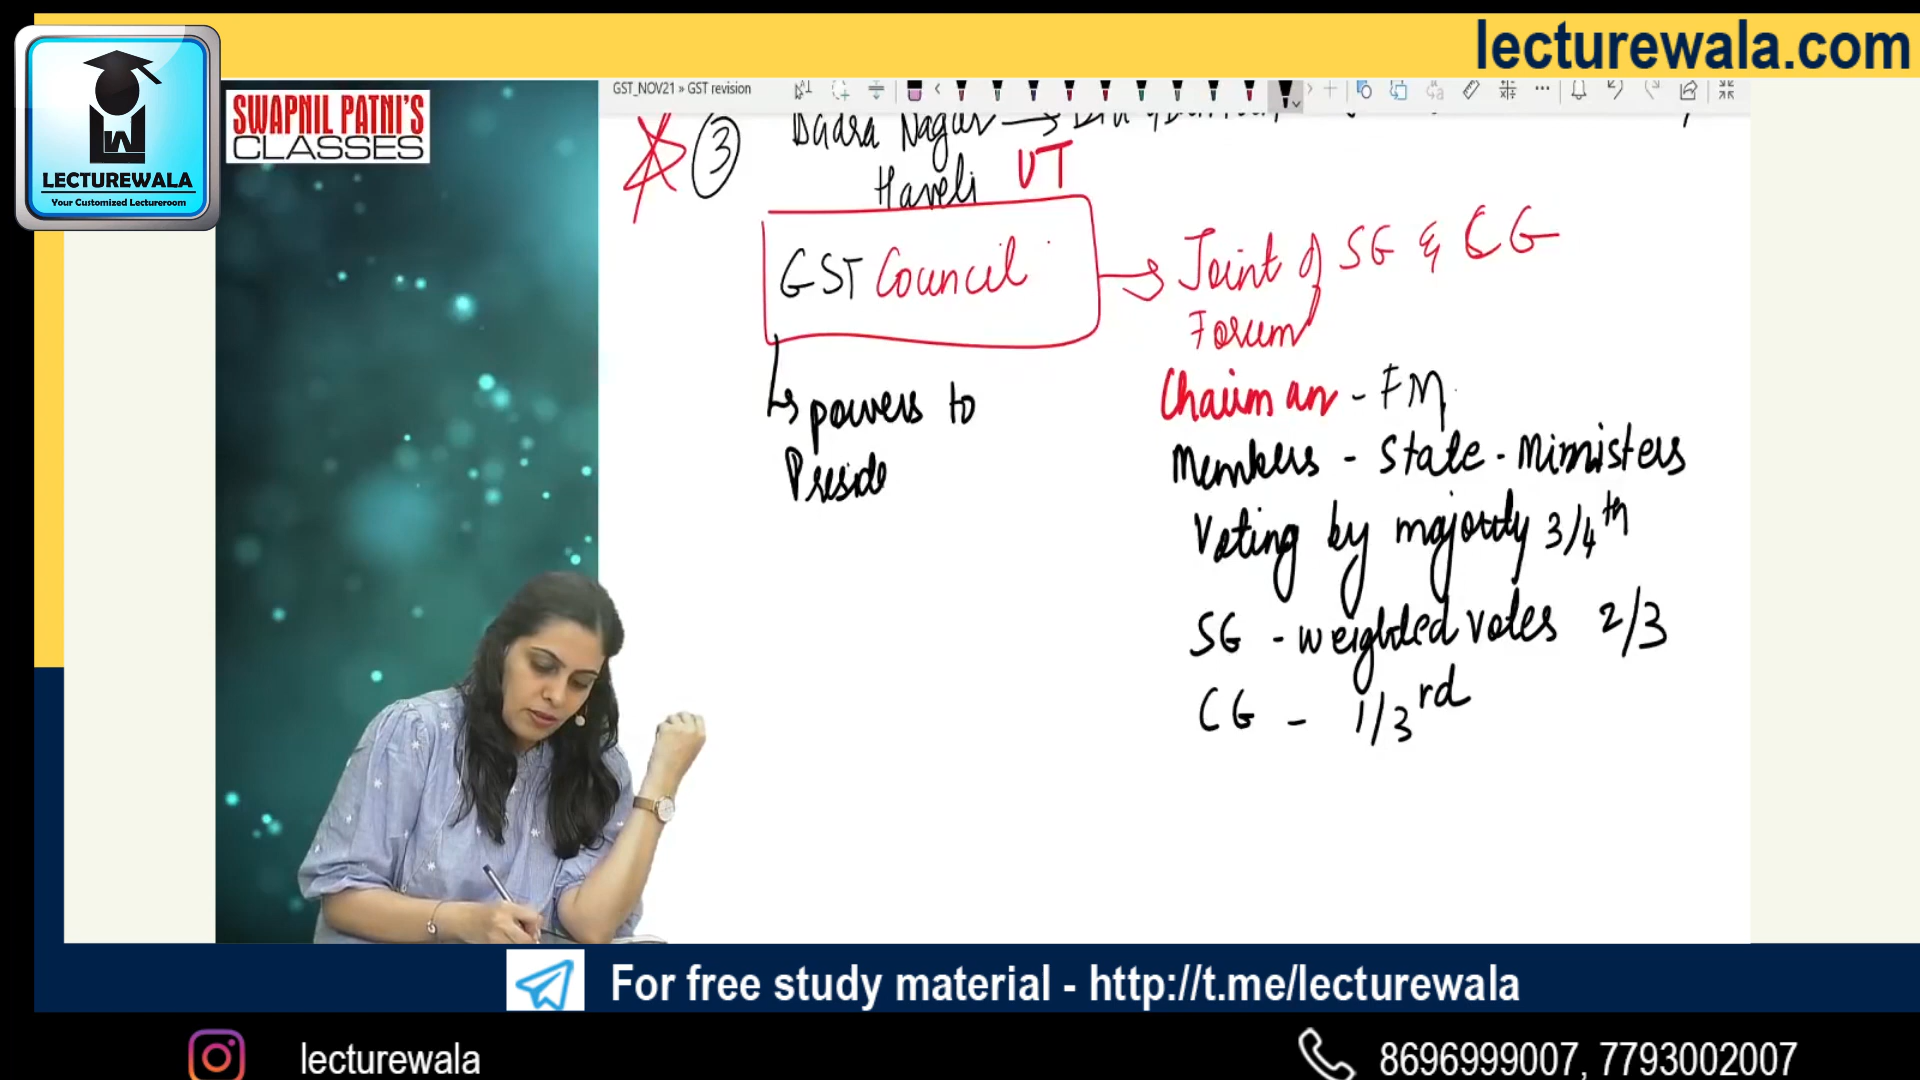 lecturewala.com
LW
LECTUREWALA
Your Customized Lectureroom
SWAPNIL PATNI'S
CLASSES
GST_NOV21 » GST revision
3 Dadra Nagar →
Haveli UT
GST Council → Joint of SG & CG
Forum
powers to
Preside
Chairman - FM
Members - State - Ministers
Voting by majority 3/4th
SG - weighted votes 2/3
CG - 1/3rd
For free study material - http://t.me/lecturewala
lecturewala
8696999007, 7793002007